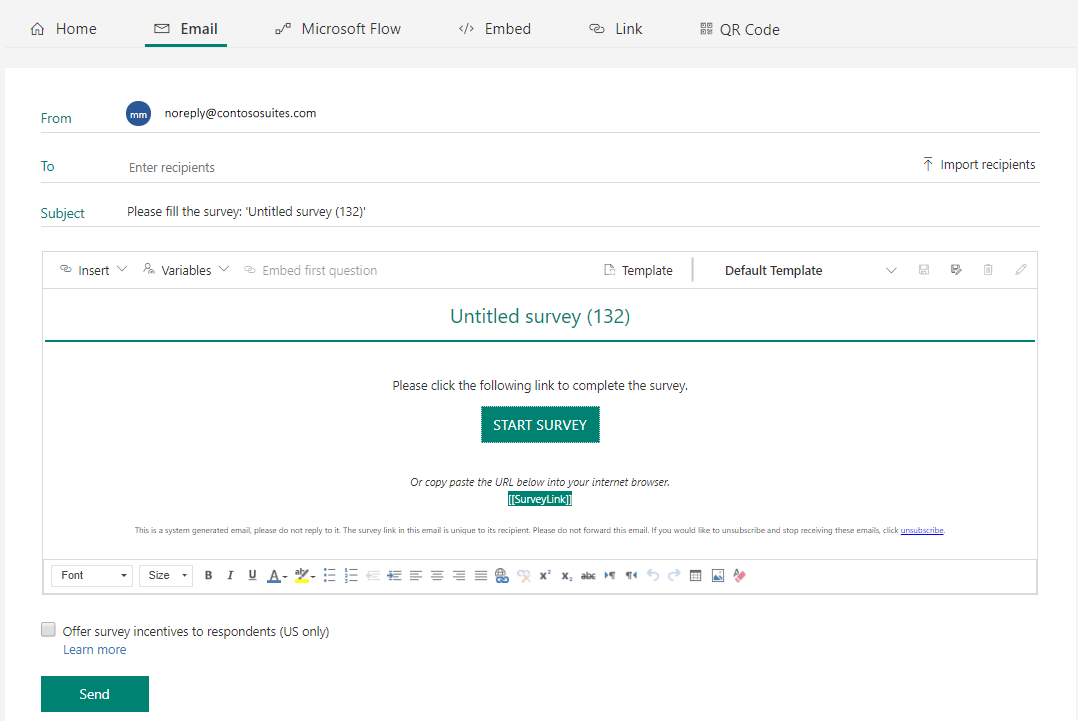 Home Email Microsoft Flow </> Embed Link QR Code
From mm noreply@contososuites.com
To Enter recipients Import recipients
Subject Please fill the survey: 'Untitled survey (132)'
Insert Variables Embed first question Template Default Template
Untitled survey (132)
Please click the following link to complete the survey.
START SURVEY
Or copy paste the URL below into your internet browser.
[[SurveyLink]]
This is a system generated email, please do not reply to it. The survey link in this email is unique to its recipient. Please do not forward this email. If you would like to unsubscribe and stop receiving these emails, click unsubscribe.
Font Size B I U A ab x² x₂ abc
Offer survey incentives to respondents (US only)
Learn more
Send